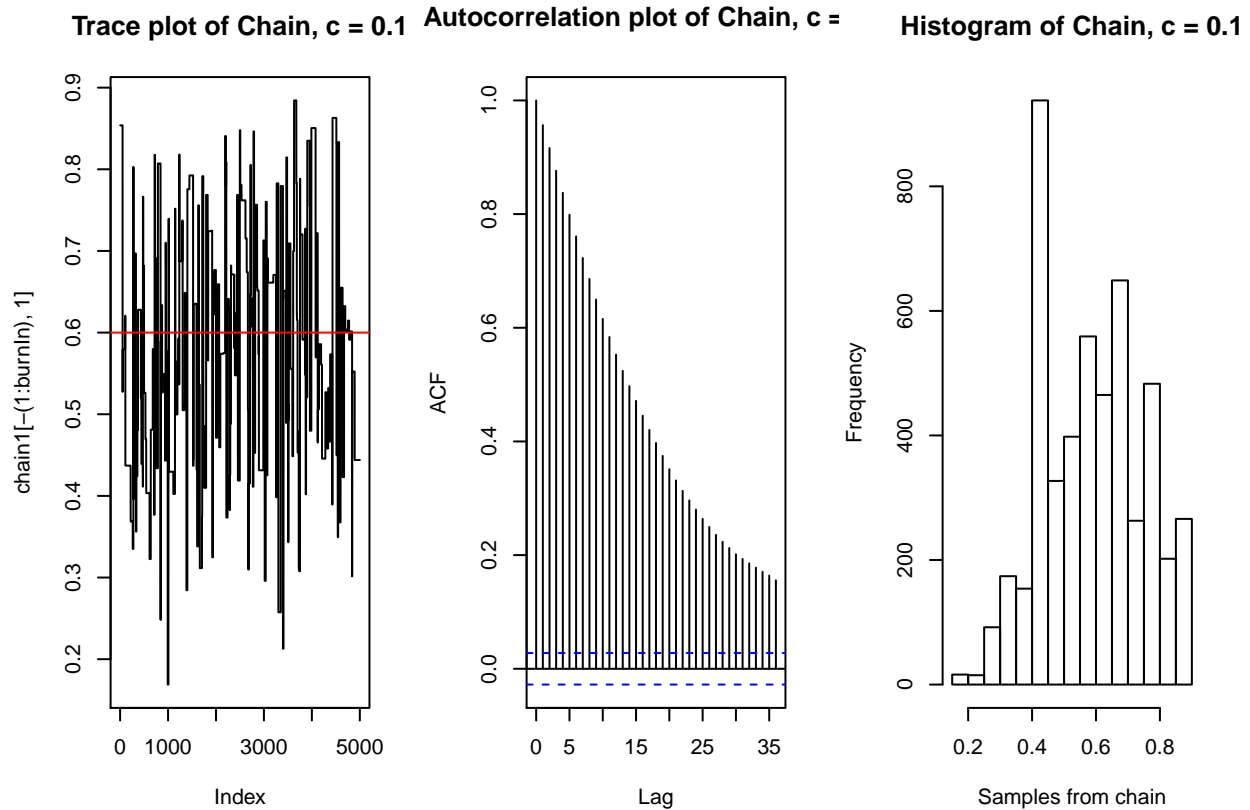 Trace plot of Chain, c = 0.1
0.9
0.8
0.7
0.6
0.5
0.4
0.3
0.2
chain1[−(1:burnIn), 1]
0 1000 3000 5000
Index
Autocorrelation plot of Chain, c =
1.0
0.8
0.6
0.4
0.2
0.0
ACF
0 5 15 25 35
Lag
Histogram of Chain, c = 0.1
800
600
400
200
0
Frequency
0.2 0.4 0.6 0.8
Samples from chain